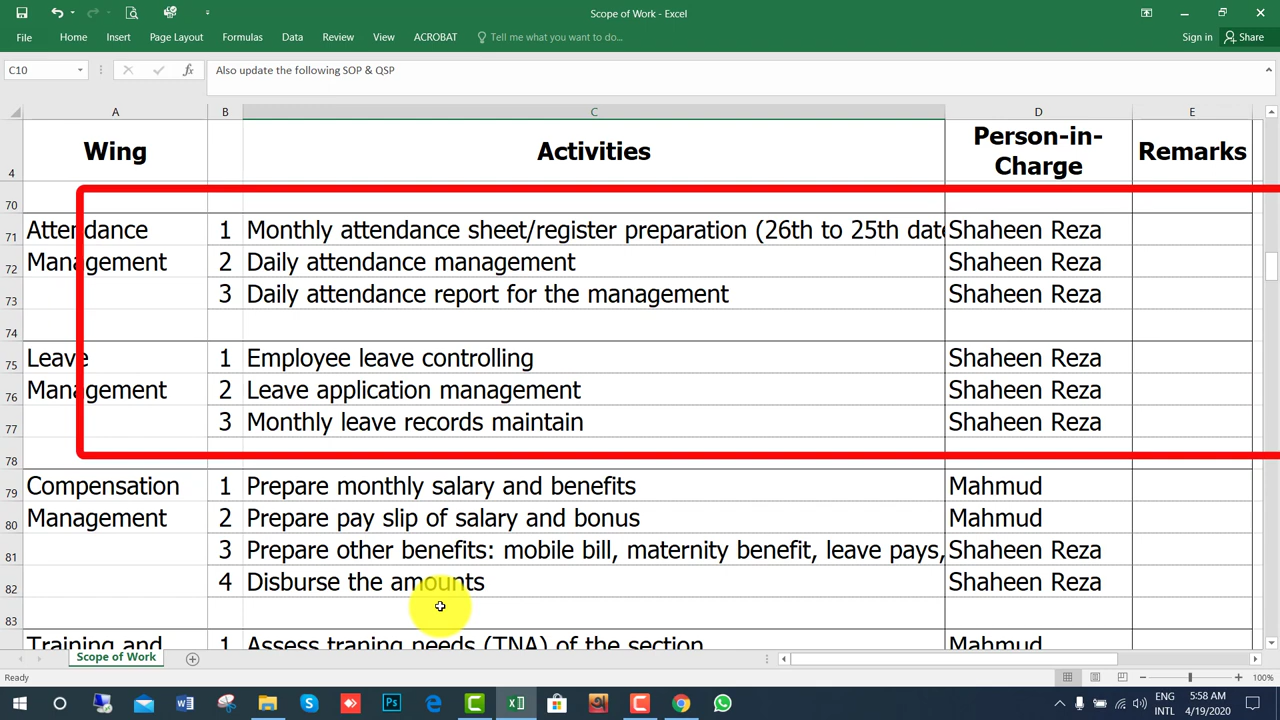 Scope of Work - Excel
File Home Insert Page Layout Formulas Data Review View ACROBAT Tell me what you want to do... Sign in Share
C10 fx Also update the following SOP & QSP
A B C D E
4 Wing Activities Person-in-Charge Remarks
70
71 Attendance 1 Monthly attendance sheet/register preparation (26th to 25th date Shaheen Reza
72 Management 2 Daily attendance management Shaheen Reza
73 3 Daily attendance report for the management Shaheen Reza
74
75 Leave 1 Employee leave controlling Shaheen Reza
76 Management 2 Leave application management Shaheen Reza
77 3 Monthly leave records maintain Shaheen Reza
78
79 Compensation 1 Prepare monthly salary and benefits Mahmud
80 Management 2 Prepare pay slip of salary and bonus Mahmud
81 3 Prepare other benefits: mobile bill, maternity benefit, leave pays, Shaheen Reza
82 4 Disburse the amounts Shaheen Reza
83
Training and 1 Assess traning needs (TNA) of the section Mahmud
Scope of Work
Ready 100%
ENG 5:58 AM
INTL 4/19/2020